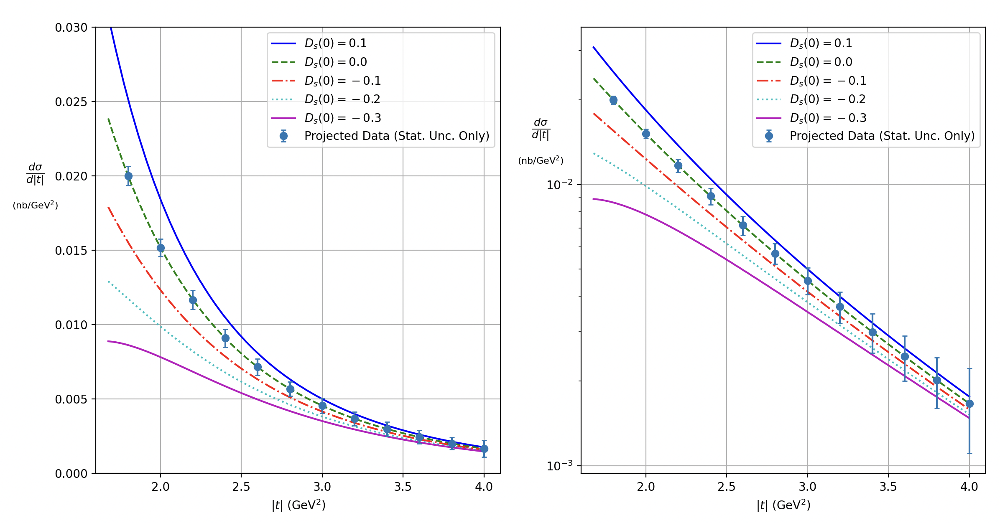 0.030
0.025
0.020
0.015
0.010
0.005
0.000
dσ
d|t|
(nb/GeV²)
D_s(0) = 0.1
D_s(0) = 0.0
D_s(0) = −0.1
D_s(0) = −0.2
D_s(0) = −0.3
Projected Data (Stat. Unc. Only)
2.0 2.5 3.0 3.5 4.0
|t| (GeV²)
dσ
d|t|
(nb/GeV²)
10⁻²
10⁻³
D_s(0) = 0.1
D_s(0) = 0.0
D_s(0) = −0.1
D_s(0) = −0.2
D_s(0) = −0.3
Projected Data (Stat. Unc. Only)
2.0 2.5 3.0 3.5 4.0
|t| (GeV²)